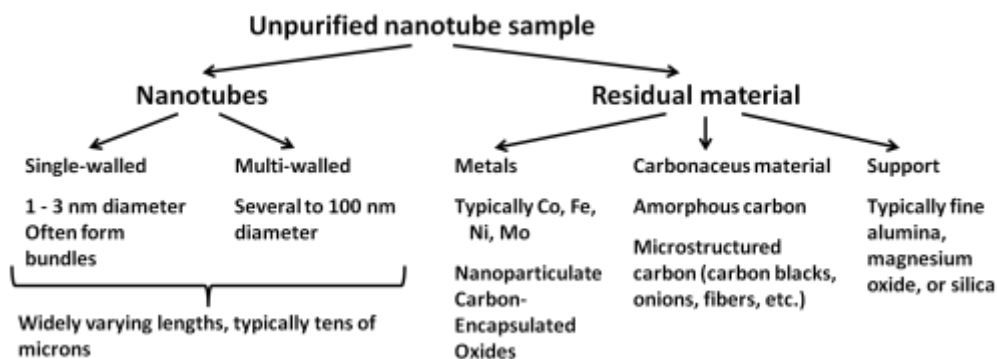 Unpurified nanotube sample
Nanotubes
Residual material
Single-walled
1 - 3 nm diameter
Often form
bundles
Multi-walled
Several to 100 nm
diameter
Widely varying lengths, typically tens of
microns
Metals
Typically Co, Fe,
Ni, Mo
Nanoparticulate
Carbon-
Encapsulated
Oxides
Carbonaceus material
Amorphous carbon
Microstructured
carbon (carbon blacks,
onions, fibers, etc.)
Support
Typically fine
alumina,
magnesium
oxide, or silica